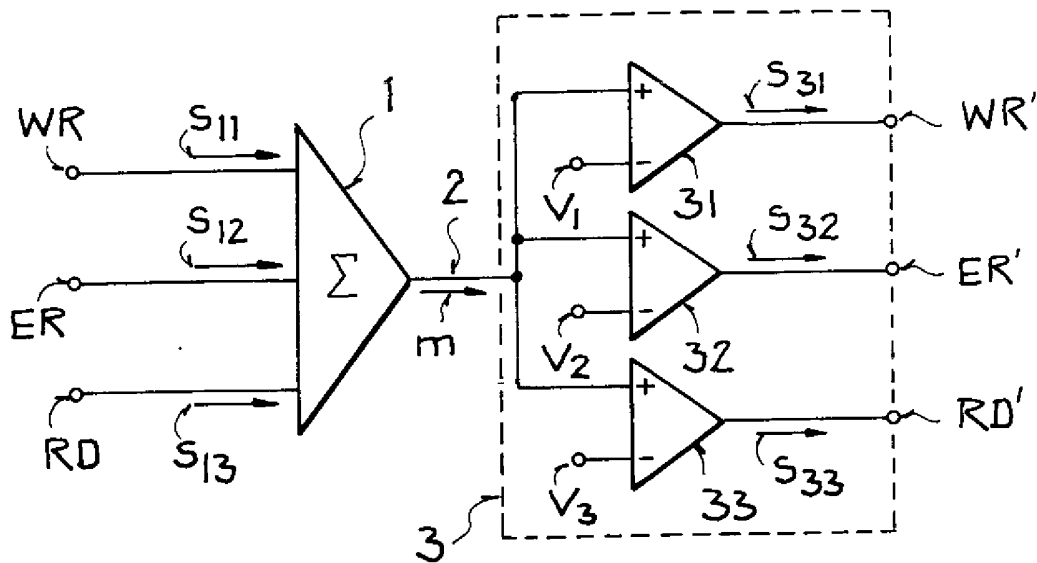 WR
S11
1
S12
Σ
ER
S13
RD
2
m
3
+
-
V1
31
S31
WR'
+
-
V2
32
S32
ER'
+
-
V3
33
S33
RD'